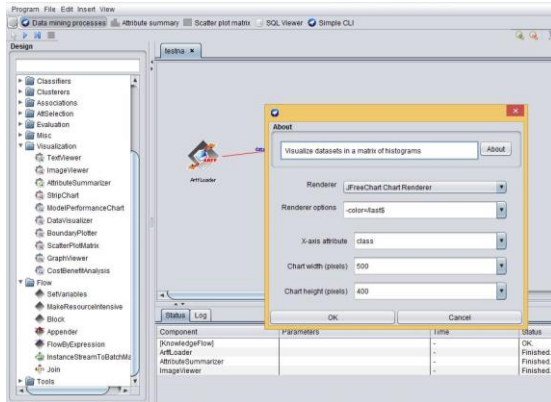 Program File Edit Insert View
Data mining processes Attribute summary Scatter plot matrix SQL Viewer Simple CLI
Design
testna
Classifiers
Clusterers
Associations
AttSelection
Evaluation
Misc
Visualization
TextViewer
ImageViewer
AttributeSummarizer
StripChart
ModelPerformanceChart
DataVisualizer
BoundaryPlotter
ScatterPlotMatrix
GraphViewer
CostBenefitAnalysis
Flow
SetVariables
MakeResourceIntensive
Block
Appender
FlowByExpression
InstanceStreamToBatchMa
Join
Tools
ARFF
ArffLoader
About
Visualize datasets in a matrix of histograms
About
Renderer JFreeChart Chart Renderer
Renderer options -color=/last$
X-axis attribute class
Chart width (pixels) 500
Chart height (pixels) 400
OK Cancel
Status Log
Component Parameters Time Status
[KnowledgeFlow] - OK.
ArffLoader - Finished.
AttributeSummarizer - Finished.
ImageViewer - Finished.